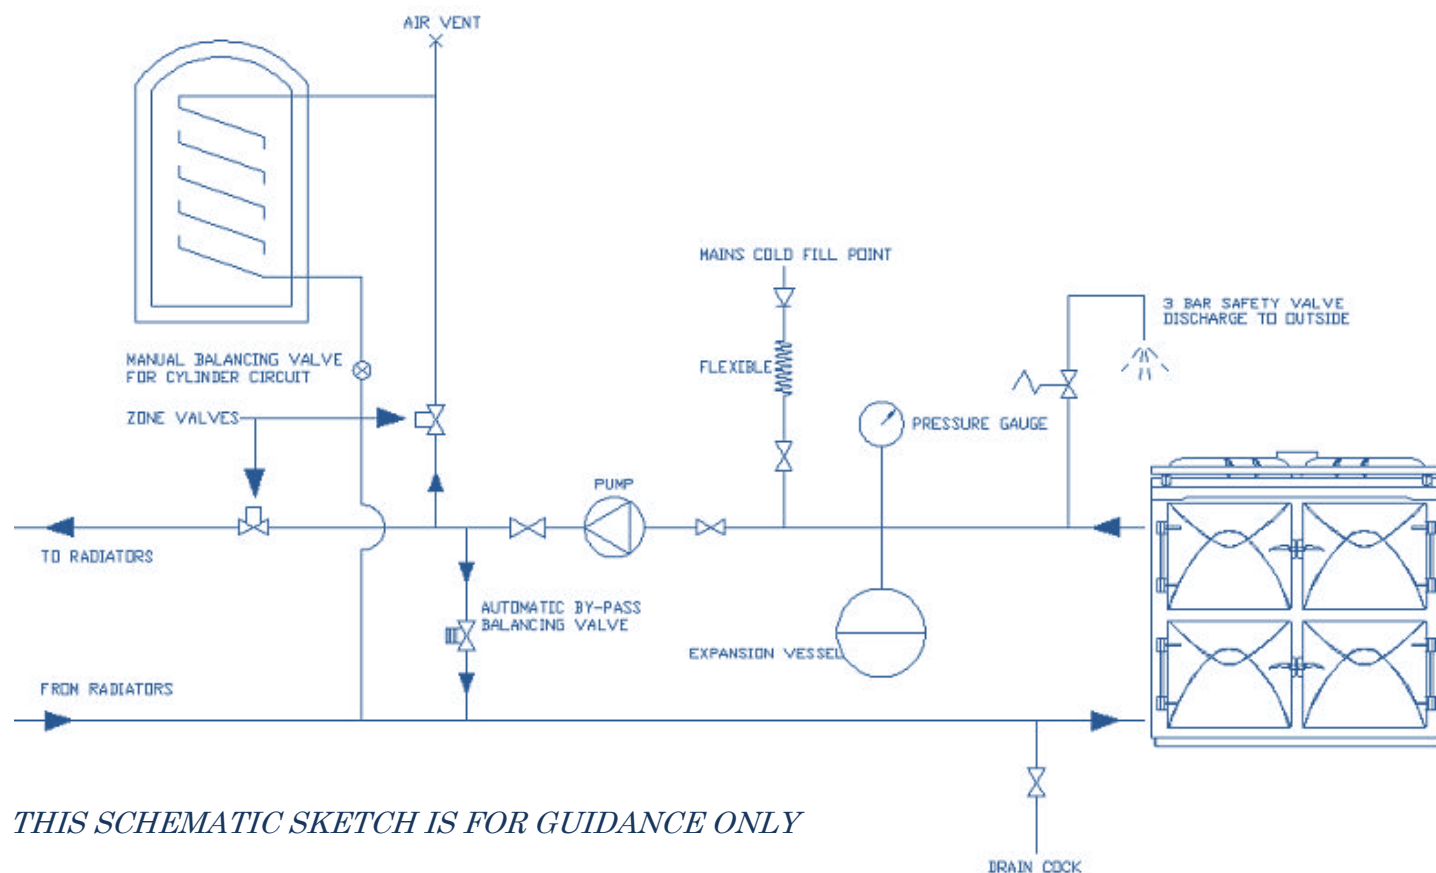 AIR VENT
MAINS COLD FILL POINT
3 BAR SAFETY VALVE
DISCHARGE TO OUTSIDE
MANUAL BALANCING VALVE
FOR CYLINDER CIRCUIT
FLEXIBLE
ZONE VALVES
PRESSURE GAUGE
PUMP
TO RADIATORS
AUTOMATIC BY-PASS
BALANCING VALVE
EXPANSION VESSEL
FROM RADIATORS
THIS SCHEMATIC SKETCH IS FOR GUIDANCE ONLY
DRAIN COCK